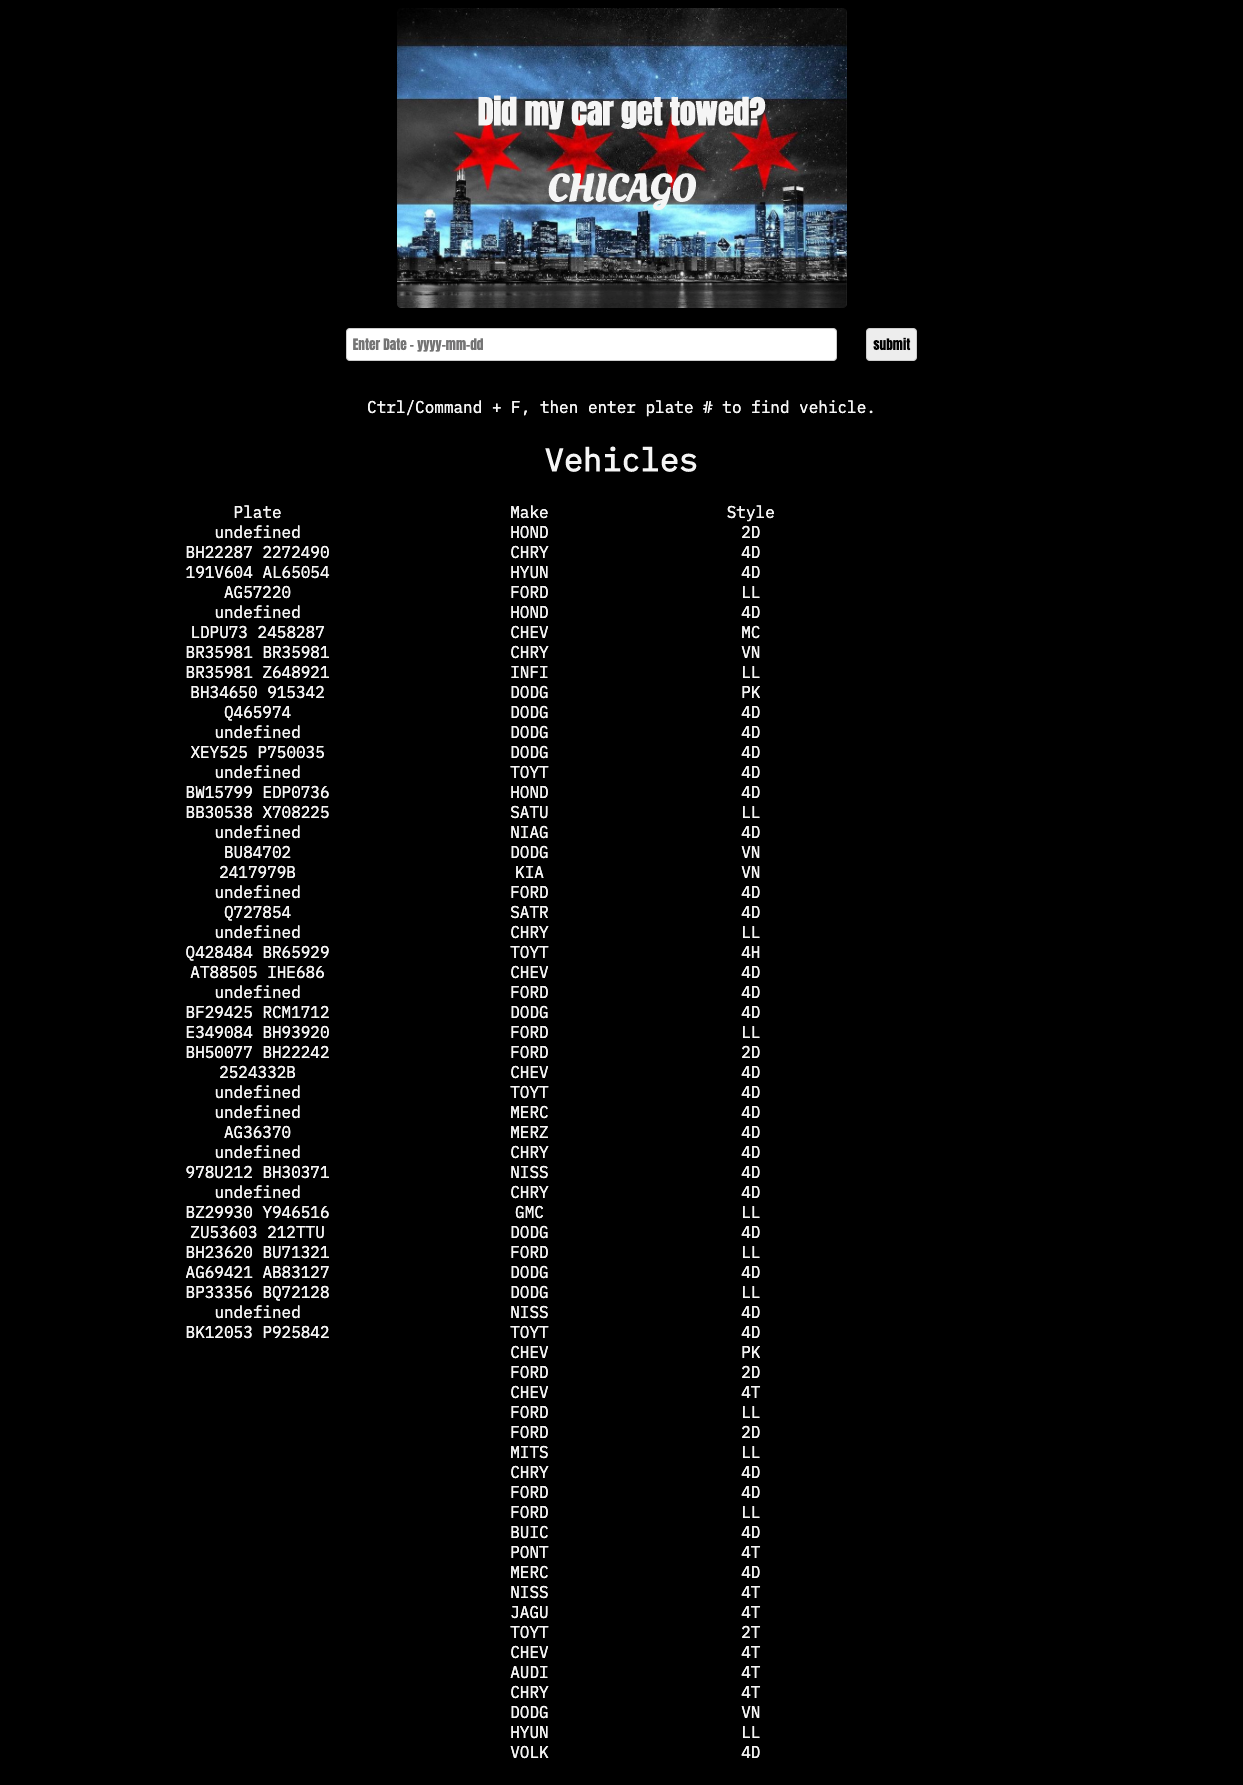 Did my car get towed?
CHICAGO
Enter Date - yyyy-mm-dd submit
Ctrl/Command + F, then enter plate # to find vehicle.
Vehicles
Plate Make Style
undefined HOND 2D
BH22287 2272490 CHRY 4D
191V604 AL65054 HYUN 4D
AG57220 FORD LL
undefined HOND 4D
LDPU73 2458287 CHEV MC
BR35981 BR35981 CHRY VN
BR35981 Z648921 INFI LL
BH34650 915342 DODG PK
Q465974 DODG 4D
undefined DODG 4D
XEY525 P750035 DODG 4D
undefined TOYT 4D
BW15799 EDP0736 HOND 4D
BB30538 X708225 SATU LL
undefined NIAG 4D
BU84702 DODG VN
2417979B KIA VN
undefined FORD 4D
Q727854 SATR 4D
undefined CHRY LL
Q428484 BR65929 TOYT 4H
AT88505 IHE686 CHEV 4D
undefined FORD 4D
BF29425 RCM1712 DODG 4D
E349084 BH93920 FORD LL
BH50077 BH22242 FORD 2D
2524332B CHEV 4D
undefined TOYT 4D
undefined MERC 4D
AG36370 MERZ 4D
undefined CHRY 4D
978U212 BH30371 NISS 4D
undefined CHRY 4D
BZ29930 Y946516 GMC LL
ZU53603 212TTU DODG 4D
BH23620 BU71321 FORD LL
AG69421 AB83127 DODG 4D
BP33356 BQ72128 DODG LL
undefined NISS 4D
BK12053 P925842 TOYT 4D
CHEV PK
FORD 2D
CHEV 4T
FORD LL
FORD 2D
MITS LL
CHRY 4D
FORD 4D
FORD LL
BUIC 4D
PONT 4T
MERC 4D
NISS 4T
JAGU 4T
TOYT 2T
CHEV 4T
AUDI 4T
CHRY 4T
DODG VN
HYUN LL
VOLK 4D